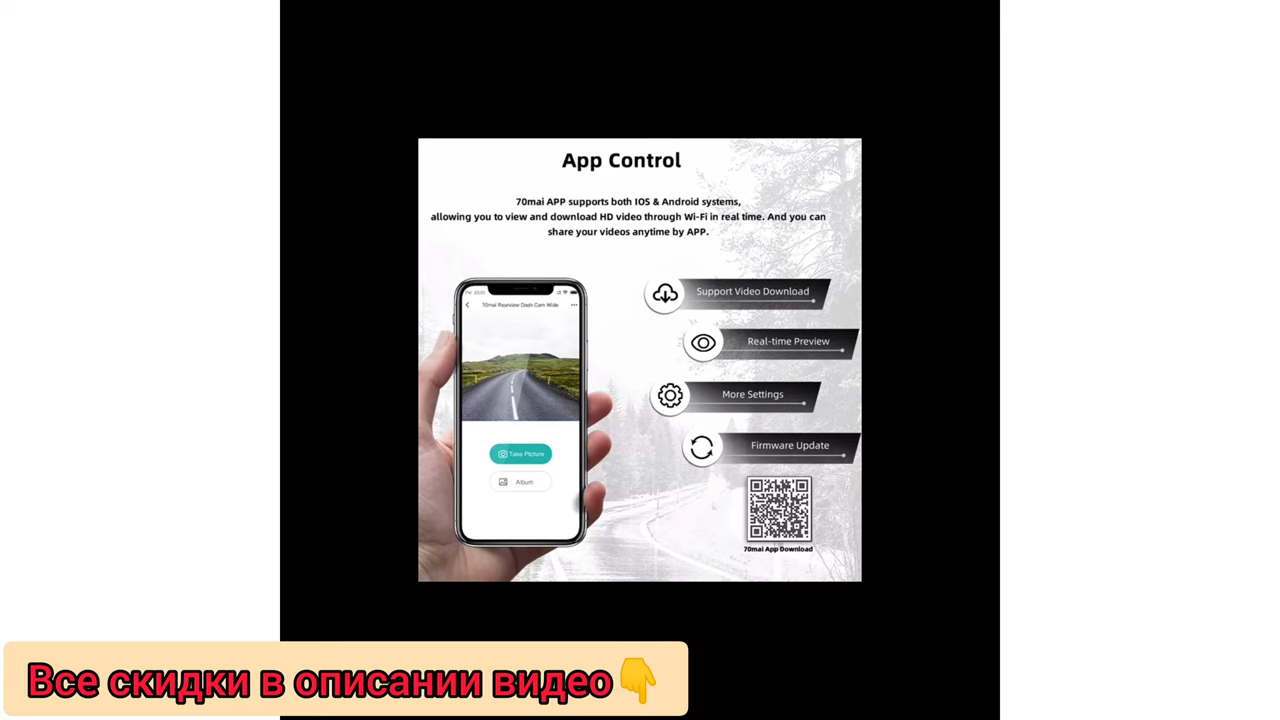 App Control
70mai APP supports both IOS & Android systems,
allowing you to view and download HD video through Wi-Fi in real time. And you can
share your videos anytime by APP.
70mai Rearview Dash Cam Wide
Take Picture
Album
Support Video Download
Real-time Preview
More Settings
Firmware Update
70mai App Download
Все скидки в описании видео👇